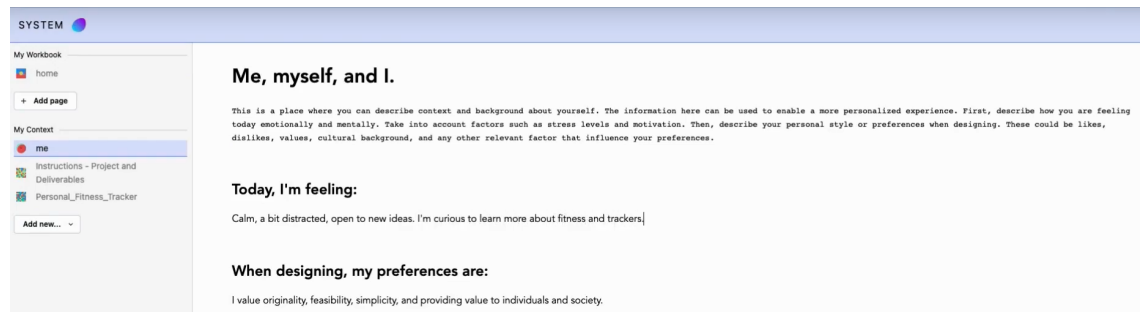 SYSTEM
My Workbook
home
+ Add page
My Context
me
Instructions - Project and
Deliverables
Personal_Fitness_Tracker
Add new...
Me, myself, and I.
This is a place where you can describe context and background about yourself. The information here can be used to enable a more personalized experience. First, describe how you are feeling
today emotionally and mentally. Take into account factors such as stress levels and motivation. Then, describe your personal style or preferences when designing. These could be likes,
dislikes, values, cultural background, and any other relevant factor that influence your preferences.
Today, I'm feeling:
Calm, a bit distracted, open to new ideas. I'm curious to learn more about fitness and trackers.
When designing, my preferences are:
I value originality, feasibility, simplicity, and providing value to individuals and society.